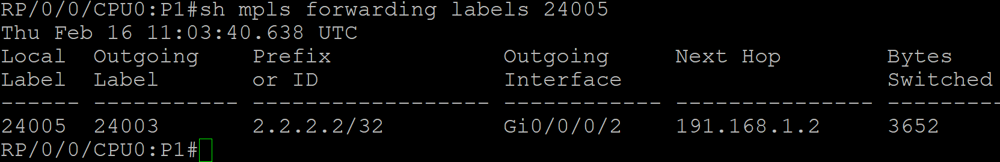 RP/0/0/CPU0:P1#sh mpls forwarding labels 24005
Thu Feb 16 11:03:40.638 UTC
Local  Outgoing    Prefix             Outgoing     Next Hop        Bytes
Label  Label       or ID              Interface                    Switched
------ ----------- ------------------ ------------ --------------- ---------
24005  24003       2.2.2.2/32         Gi0/0/0/2    191.168.1.2     3652
RP/0/0/CPU0:P1#